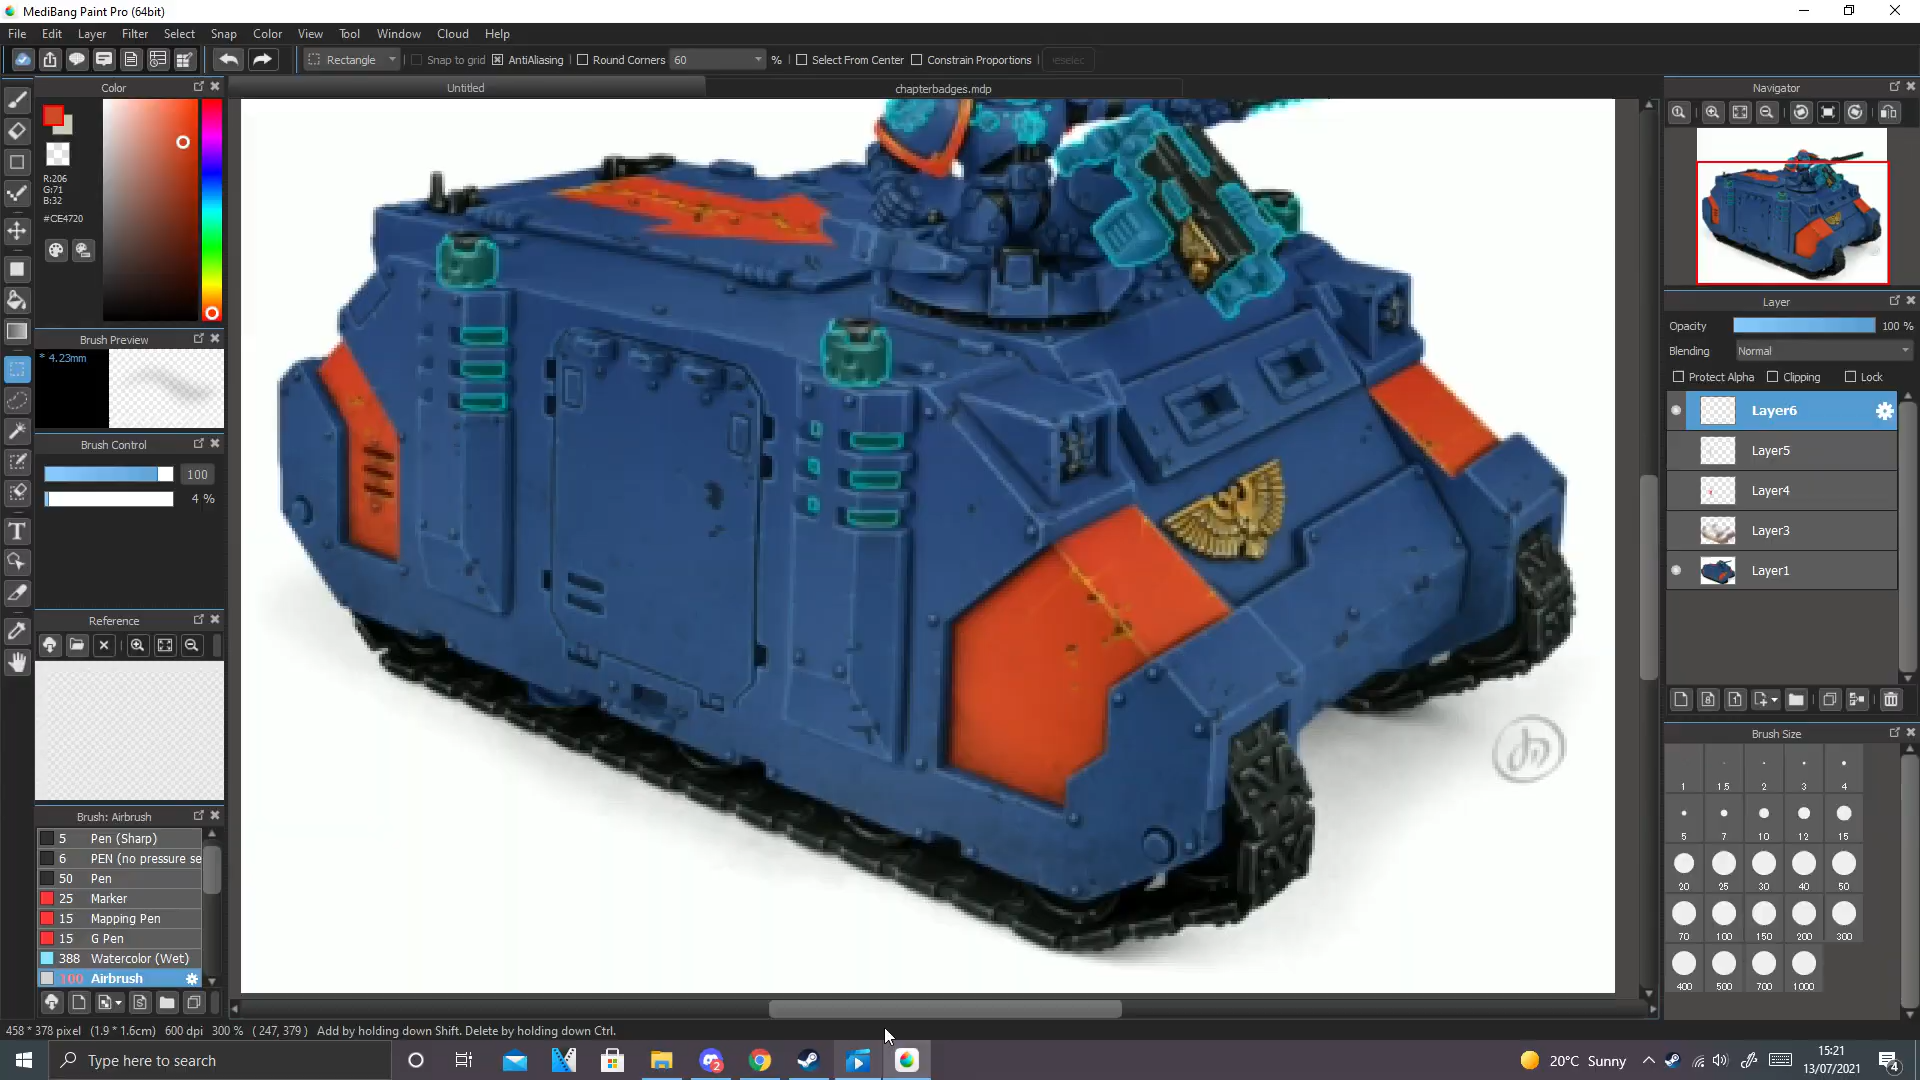 MediBang Paint Pro (64bit)
File Edit Layer Filter Select Snap Color View Tool Window Cloud Help
Rectangle Snap to grid AntiAliasing Round Corners 60 % Select From Center Constrain Proportions
Color Untitled chapterbadges.mdp Navigator
R:206
G:71
B:32
#CE4720
Brush Preview
* 4.23mm
Brush Control
100
4 %
Reference
Brush: Airbrush
5 Pen (Sharp)
6 PEN (no pressure se
50 Pen
25 Marker
15 Mapping Pen
15 G Pen
388 Watercolor (Wet)
100 Airbrush
Layer
Opacity 100 %
Blending Normal
Protect Alpha Clipping Lock
Layer6
Layer5
Layer4
Layer3
Layer1
Brush Size
1 1.5 2 3 4
5 7 10 12 15
20 25 30 40 50
70 100 150 200 300
400 500 700 1000
458 * 378 pixel (1.9 * 1.6cm) 600 dpi 300 % ( 247, 379 ) Add by holding down Shift. Delete by holding down Ctrl.
Type here to search
2
20°C Sunny
15:21
13/07/2021
4